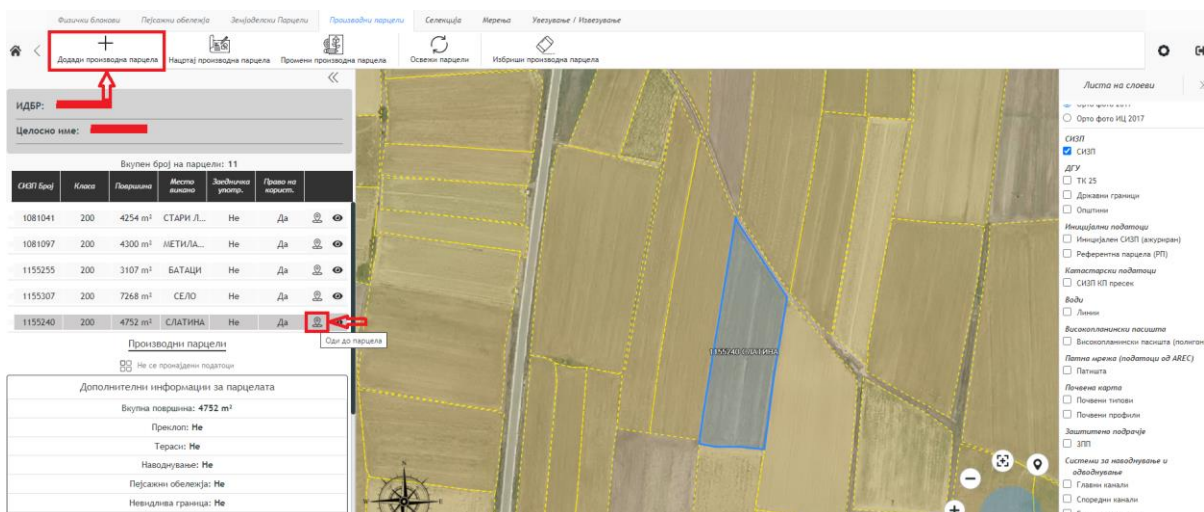 Физички блокови Пејсажни обележја Земјоделски Парцели Производни парцели Селекција Мерења Увезување / Извезување
Додади производна парцела Нацртај производна парцела Промени производна парцела Освежи парцели Избриши производна парцела
ИДБР:
Целосно име:
Вкупен број на парцели: 11
СИЗП Број Класа Површина Место викано Заедничка употр. Право на корист.
1081041 200 4254 m² СТАРИ Л... Не Да
1081097 200 4300 m² МЕТИЛА... Не Да
1155255 200 3107 m² БАТАЦИ Не Да
1155307 200 7268 m² СЕЛО Не Да
1155240 200 4752 m² СЛАТИНА Не Да
Оди до парцела
Производни парцели
Не се пронајдени податоци
Дополнителни информации за парцелата
Вкупна површина: 4752 m²
Преклоп: Не
Тераси: Не
Наводнување: Не
Пејсажни обележја: Не
Невидлива граница: Не
1155240 СЛАТИНА
N
W
E
Листа на слоеви
Орто фото 2017
Орто фото ИЦ 2017
СИЗП
СИЗП
ДГУ
ТК 25
Државни граници
Општини
Иницијални податоци
Иницијален СИЗП (ажуриран)
Референтна парцела (РП)
Катастарски податоци
СИЗП КП пресек
Води
Линии
Високопланински пасишта
Високопланински пасишта (полигон
Патна мрежа (податоци од AREC)
Патишта
Почвена карта
Почвени типови
Почвени профили
Заштитено подрачје
ЗПП
Системи за наводнување и
одводнување
Главни канали
Споредни канали